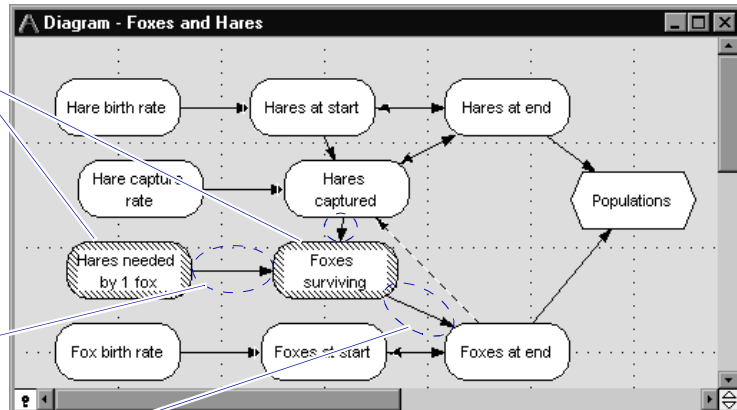 Diagram - Foxes and Hares
Hare birth rate
Hares at start
Hares at end
Hare capture
rate
Hares
captured
Populations
Hares needed
by 1 fox
Foxes
surviving
Fox birth rate
Foxes at start
Foxes at end